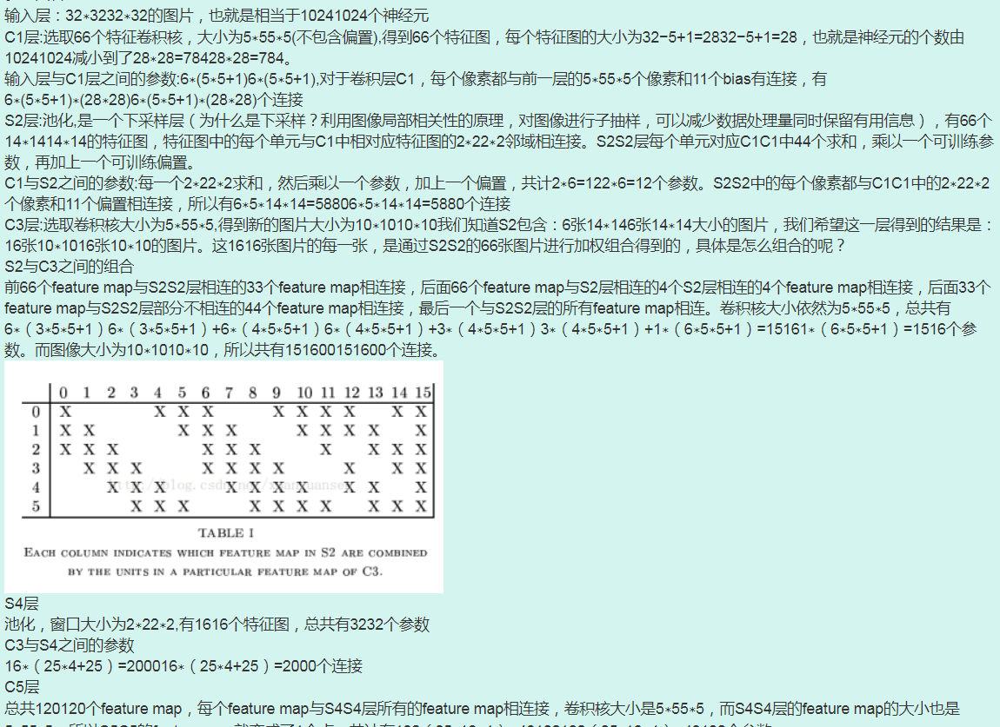 输入层：32∗3232∗32的图片，也就是相当于10241024个神经元
C1层:选取66个特征卷积核，大小为5∗55∗5(不包含偏置),得到66个特征图，每个特征图的大小为32−5+1=2832−5+1=28，也就是神经元的个数由
10241024减小到了28∗28=78428∗28=784。
输入层与C1层之间的参数:6∗(5∗5+1)6∗(5∗5+1),对于卷积层C1，每个像素都与前一层的5∗55∗5个像素和11个bias有连接，有
6∗(5∗5+1)∗(28∗28)6∗(5∗5+1)∗(28∗28)个连接
S2层:池化,是一个下采样层（为什么是下采样？利用图像局部相关性的原理，对图像进行子抽样，可以减少数据处理量同时保留有用信息），有66个
14∗1414∗14的特征图，特征图中的每个单元与C1中相对应特征图的2∗22∗2邻域相连接。S2S2层每个单元对应C1C1中44个求和，乘以一个可训练参
数，再加上一个可训练偏置。
C1与S2之间的参数:每一个2∗22∗2求和，然后乘以一个参数，加上一个偏置，共计2∗6=122∗6=12个参数。S2S2中的每个像素都与C1C1中的2∗22∗2
个像素和11个偏置相连接，所以有6∗5∗14∗14=58806∗5∗14∗14=5880个连接
C3层:选取卷积核大小为5∗55∗5,得到新的图片大小为10∗1010∗10我们知道S2包含：6张14∗146张14∗14大小的图片，我们希望这一层得到的结果是：
16张10∗1016张10∗10的图片。这1616张图片的每一张，是通过S2S2的66张图片进行加权组合得到的，具体是怎么组合的呢？
S2与C3之间的组合
前66个feature map与S2S2层相连的33个feature map相连接，后面66个feature map与S2层相连的4个S2层相连的4个feature map相连接，后面33个
feature map与S2S2层部分不相连的44个feature map相连接，最后一个与S2S2层的所有feature map相连。卷积核大小依然为5∗55∗5，总共有
6∗（3∗5∗5+1）6∗（3∗5∗5+1）+6∗（4∗5∗5+1）6∗（4∗5∗5+1）+3∗（4∗5∗5+1）3∗（4∗5∗5+1）+1∗（6∗5∗5+1）=15161∗（6∗5∗5+1）=1516个参
数。而图像大小为10∗1010∗10，所以共有151600151600个连接。
0 1 2 3 4 5 6 7 8 9 10 11 12 13 14 15
0 X X X X X X X X X X
1 X X X X X X X X X X
2 X X X X X X X X X X
3 X X X X X X X X X X
4 X X X X X X X X X X
5 X X X X X X X X X X
TABLE I
EACH COLUMN INDICATES WHICH FEATURE MAP IN S2 ARE COMBINED
BY THE UNITS IN A PARTICULAR FEATURE MAP OF C3.
S4层
池化，窗口大小为2∗22∗2,有1616个特征图，总共有3232个参数
C3与S4之间的参数
16∗（25∗4+25）=200016∗（25∗4+25）=2000个连接
C5层
总共120120个feature map，每个feature map与S4S4层所有的feature map相连接，卷积核大小是5∗55∗5，而S4S4层的feature map的大小也是